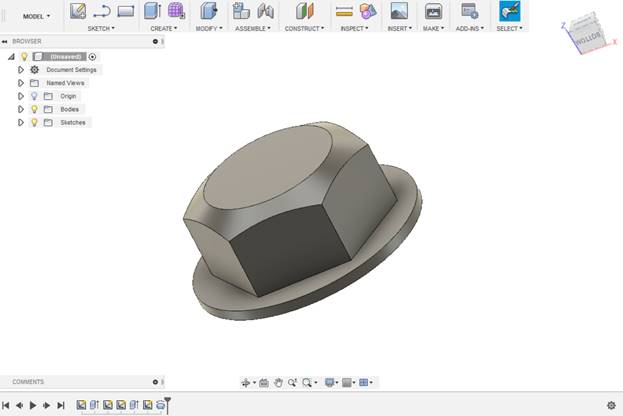 MODEL
SKETCH
CREATE
MODIFY
ASSEMBLE
CONSTRUCT
INSPECT
INSERT
MAKE
ADD-INS
SELECT
BROWSER
(Unsaved)
Document Settings
Named Views
Origin
Bodies
Sketches
Z
BOTTOM
X
COMMENTS